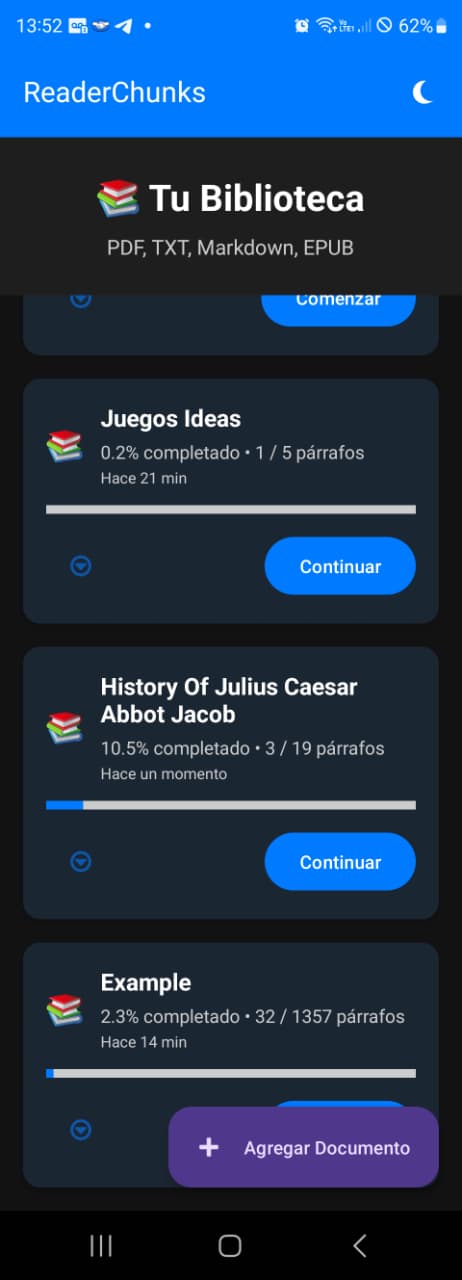 13:52
62%
ReaderChunks
Tu Biblioteca
PDF, TXT, Markdown, EPUB
Comenzar
Juegos Ideas
0.2% completado • 1 / 5 párrafos
Hace 21 min
Continuar
History Of Julius Caesar
Abbot Jacob
10.5% completado • 3 / 19 párrafos
Hace un momento
Continuar
Example
2.3% completado • 32 / 1357 párrafos
Hace 14 min
+ Agregar Documento